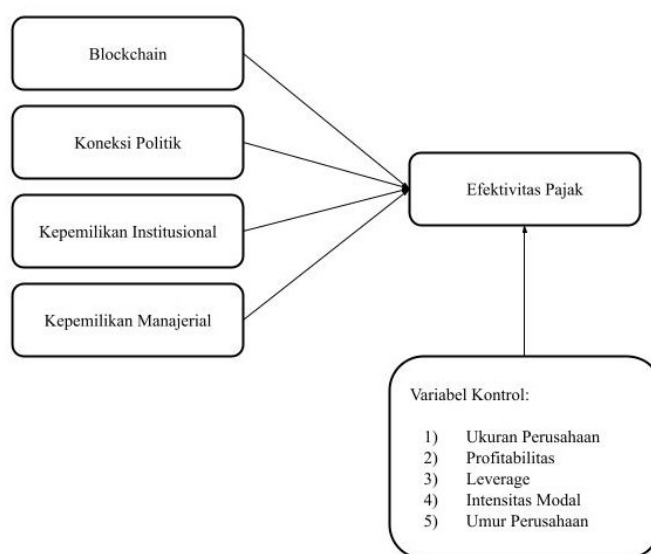 Blockchain
Koneksi Politik
Kepemilikan Institusional
Kepemilikan Manajerial
Efektivitas Pajak
Variabel Kontrol:
1) Ukuran Perusahaan
2) Profitabilitas
3) Leverage
4) Intensitas Modal
5) Umur Perusahaan